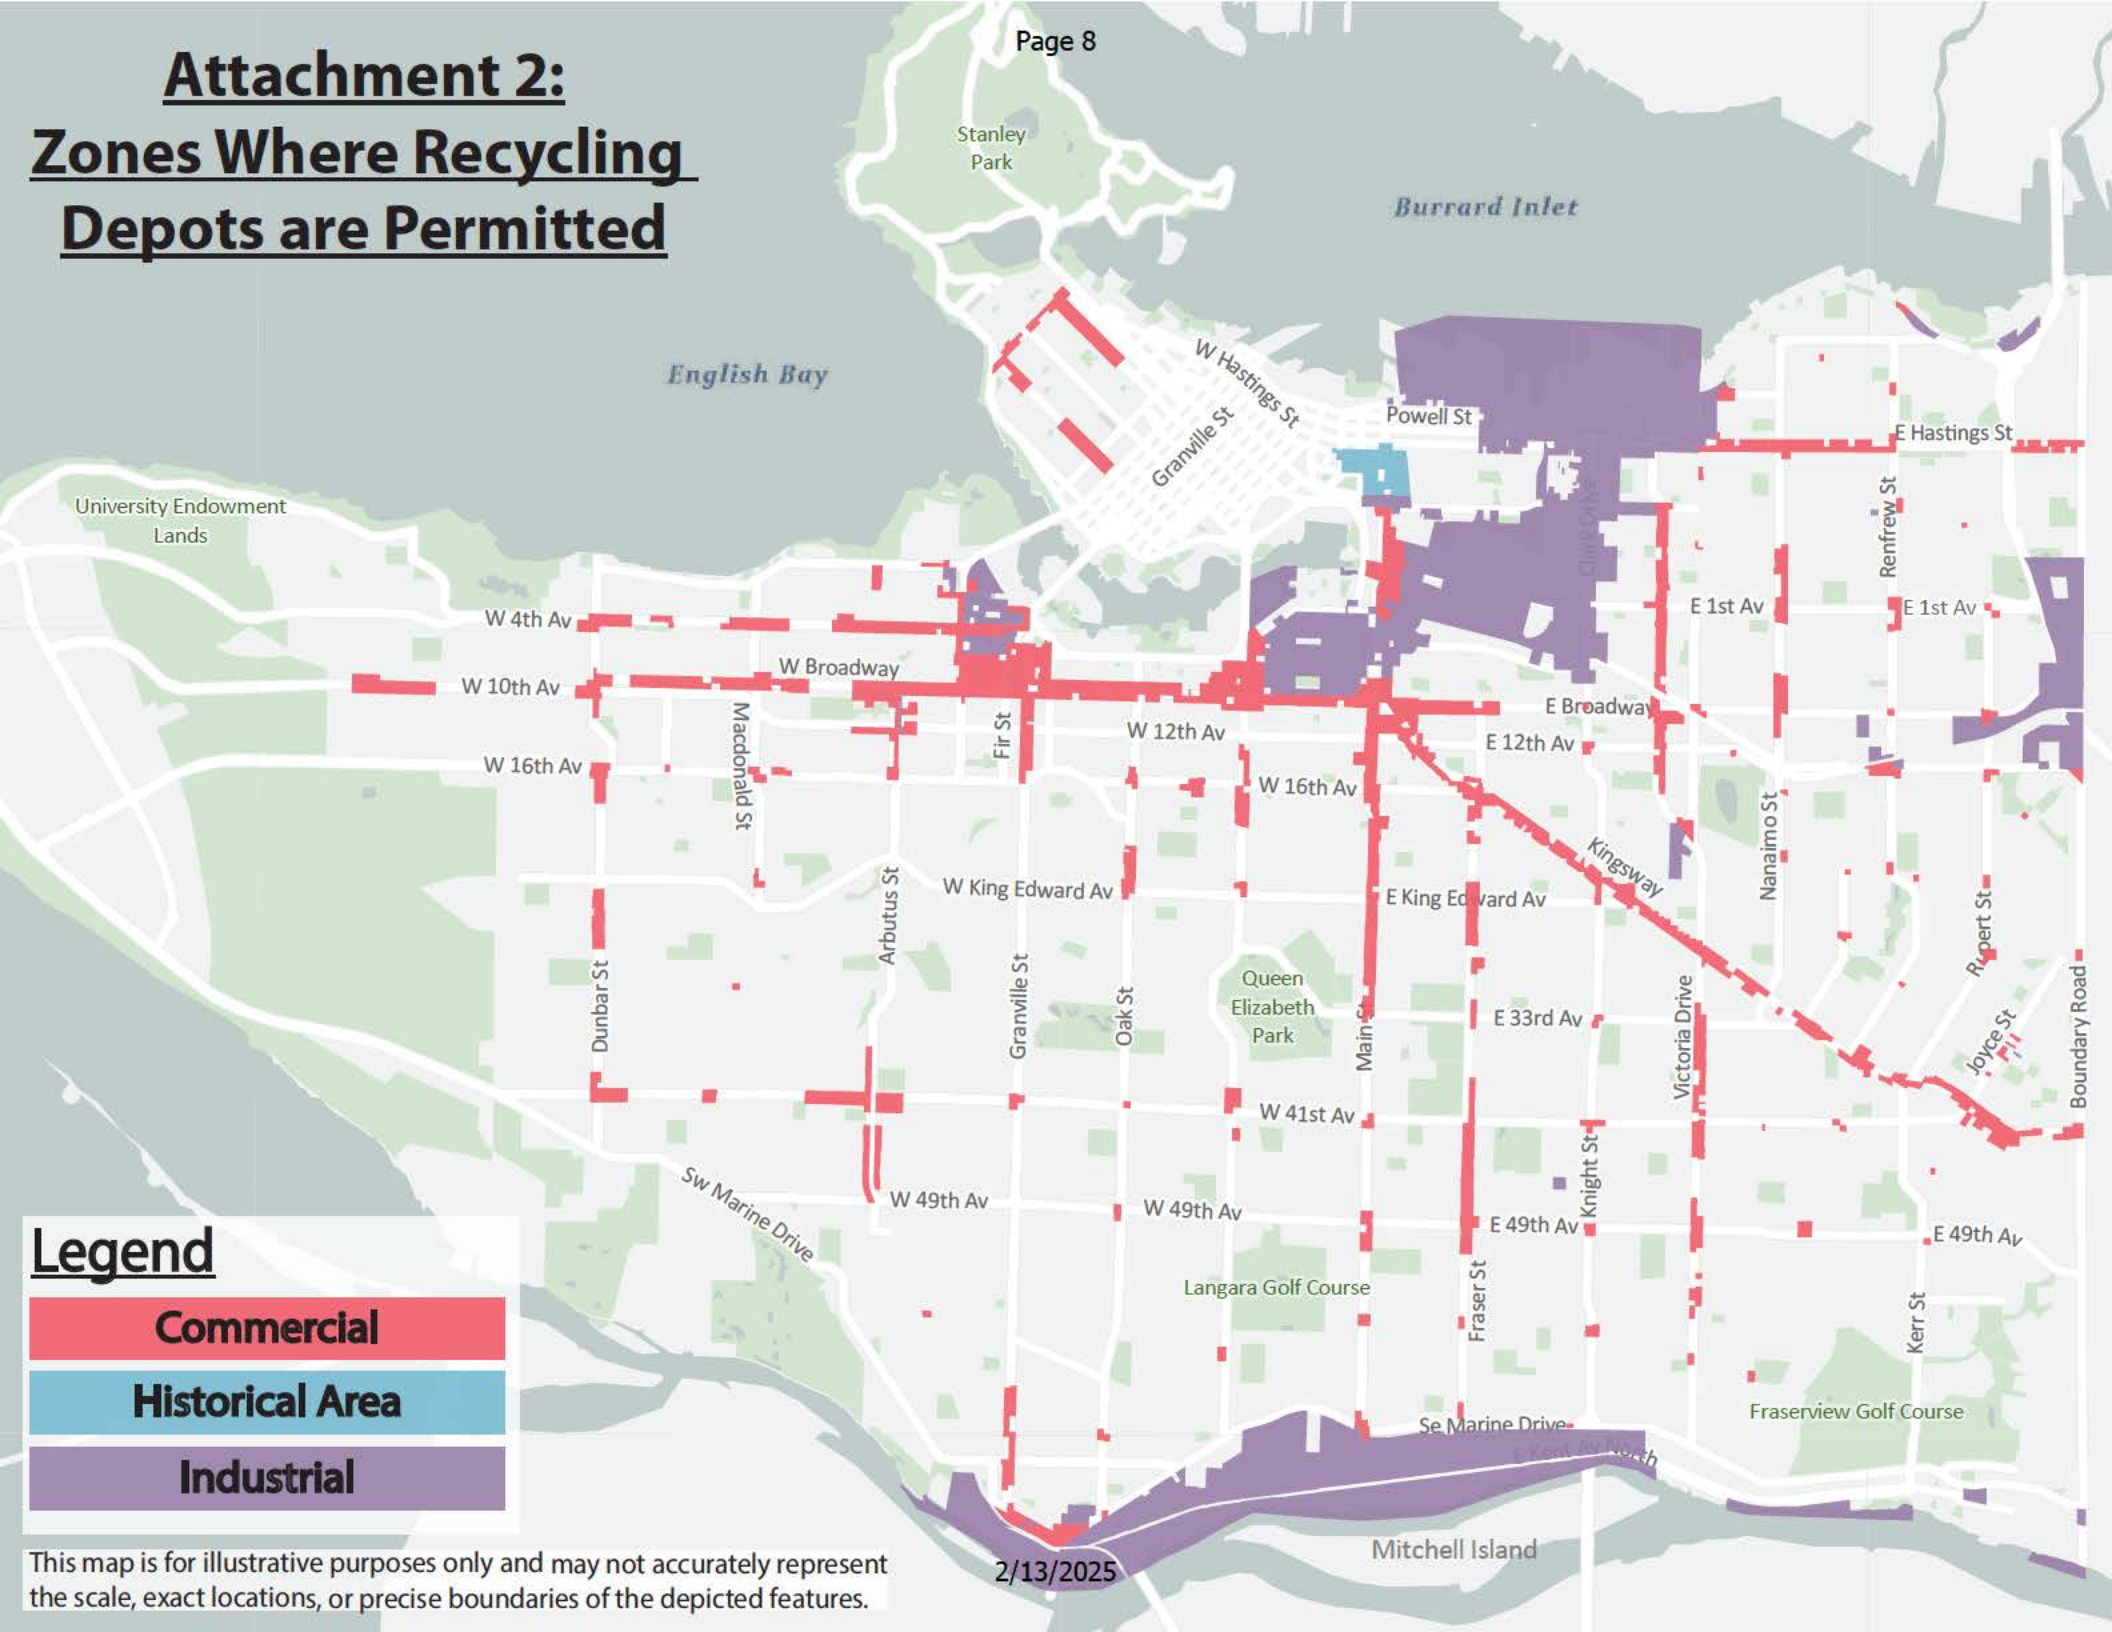 Page 8
Attachment 2:
Zones Where Recycling
Depots are Permitted
Stanley
Park
Burrard Inlet
English Bay
W Hastings St
Granville St
Powell St
E Hastings St
University Endowment
Lands
Clark Drive
Renfrew St
W 4th Av
E 1st Av
E 1st Av
W Broadway
W 10th Av
Macdonald St
Fir St
W 12th Av
E Broadway
E 12th Av
W 16th Av
W 16th Av
Nanaimo St
Kingsway
Arbutus St
W King Edward Av
E King Edward Av
Rupert St
Dunbar St
Granville St
Oak St
Queen
Elizabeth
Park
Main St
E 33rd Av
Victoria Drive
Joyce St
Boundary Road
W 41st Av
Knight St
Sw Marine Drive
W 49th Av
W 49th Av
E 49th Av
E 49th Av
Langara Golf Course
Fraser St
Kerr St
Fraserview Golf Course
Se Marine Drive
E Kent Av North
Mitchell Island
Legend
Commercial
Historical Area
Industrial
This map is for illustrative purposes only and may not accurately represent
the scale, exact locations, or precise boundaries of the depicted features.
2/13/2025